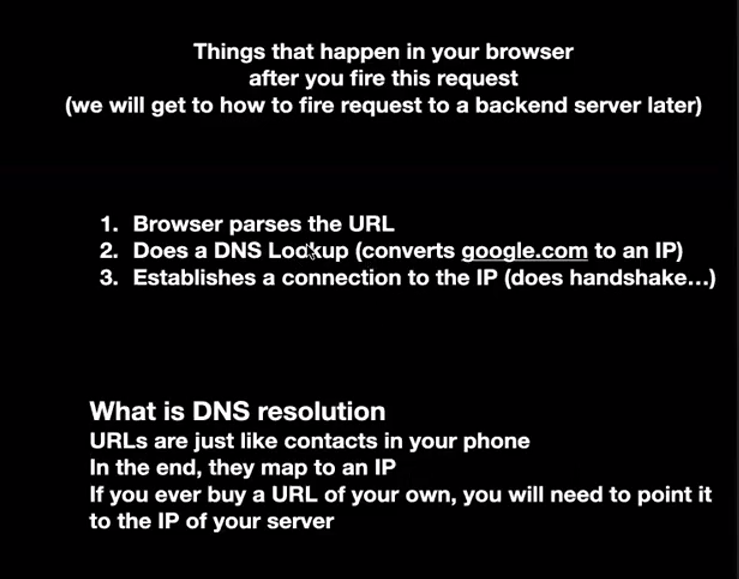 Things that happen in your browser
after you fire this request
(we will get to how to fire request to a backend server later)
1. Browser parses the URL
2. Does a DNS Lookup (converts google.com to an IP)
3. Establishes a connection to the IP (does handshake...)
What is DNS resolution
URLs are just like contacts in your phone
In the end, they map to an IP
If you ever buy a URL of your own, you will need to point it
to the IP of your server